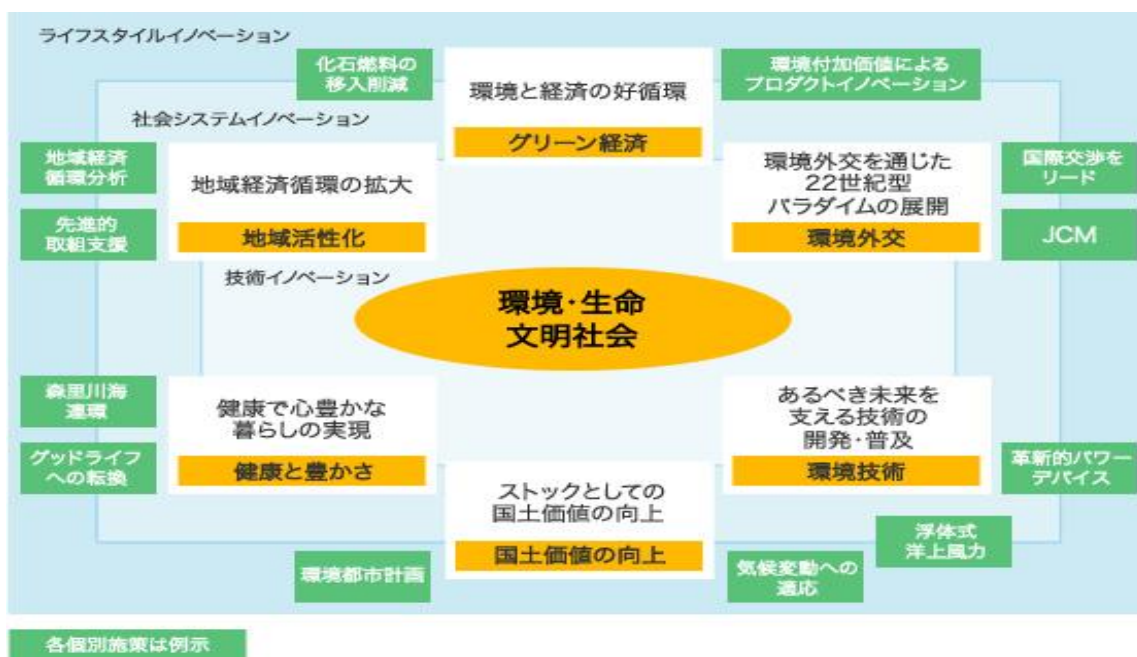 ライフスタイルイノベーション
化石燃料の
移入削減
環境と経済の好循環
グリーン経済
環境付加価値による
プロダクトイノベーション
社会システムイノベーション
地域経済
循環分析
先進的
取組支援
地域経済循環の拡大
地域活性化
環境外交を通じた
22世紀型
パラダイムの展開
環境外交
国際交渉を
リード
JCM
技術イノベーション
環境・生命
文明社会
森里川海
連環
グッドライフ
への転換
健康で心豊かな
暮らしの実現
健康と豊かさ
あるべき未来を
支える技術の
開発・普及
環境技術
革新的パワー
デバイス
ストックとしての
国土価値の向上
国土価値の向上
浮体式
洋上風力
環境都市計画
気候変動への
適応
各個別施策は例示